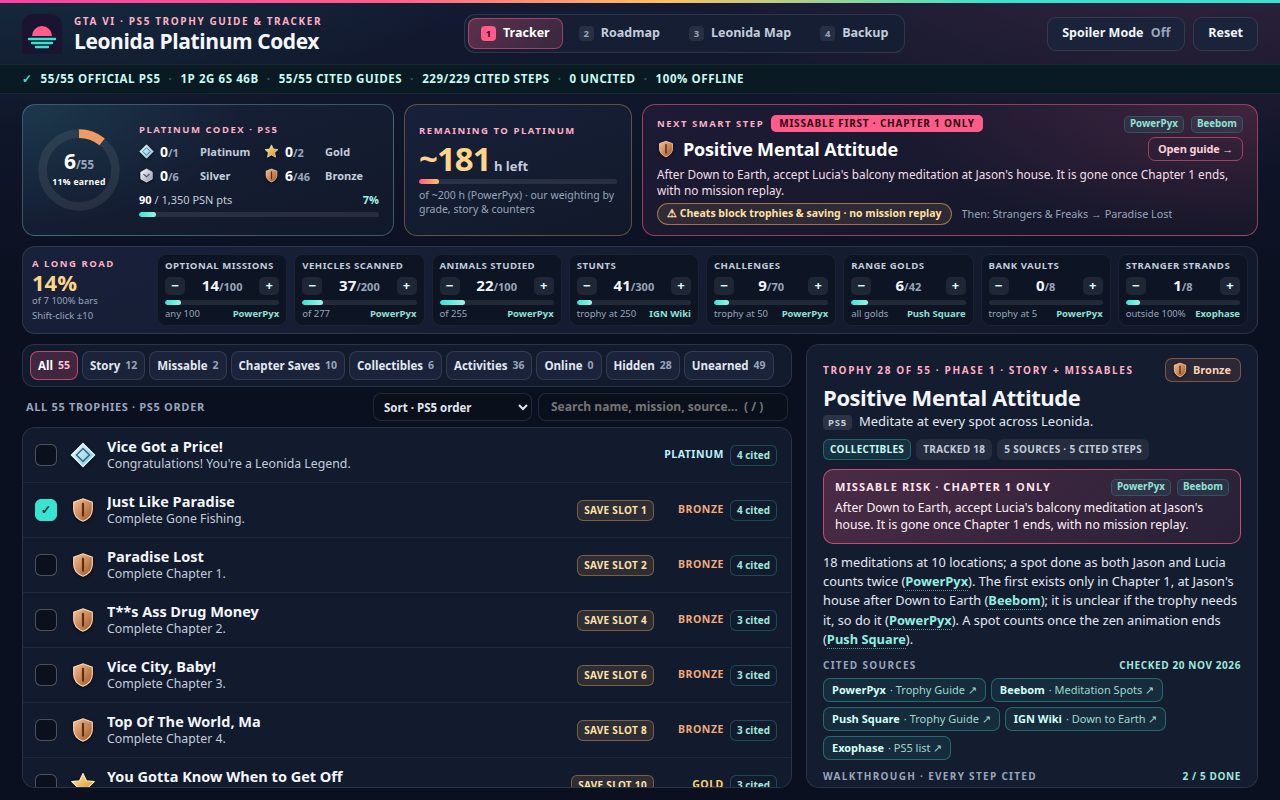 GTA VI · PS5 TROPHY GUIDE & TRACKER
Leonida Platinum Codex
1 Tracker
2 Roadmap
3 Leonida Map
4 Backup
Spoiler Mode Off
Reset
✓ 55/55 OFFICIAL PS5 · 1P 2G 6S 46B · 55/55 CITED GUIDES · 229/229 CITED STEPS · 0 UNCITED · 100% OFFLINE
6/55
11% earned
PLATINUM CODEX · PS5
0/1 Platinum
0/2 Gold
0/6 Silver
6/46 Bronze
90 / 1,350 PSN pts 7%
REMAINING TO PLATINUM
~181 h left
of ~200 h (PowerPyx) · our weighting by
grade, story & counters
NEXT SMART STEP MISSABLE FIRST · CHAPTER 1 ONLY PowerPyx Beebom
Positive Mental Attitude Open guide →
After Down to Earth, accept Lucia's balcony meditation at Jason's house. It is gone once Chapter 1 ends,
with no mission replay.
⚠ Cheats block trophies & saving · no mission replay Then: Strangers & Freaks → Paradise Lost
A LONG ROAD
14%
of 7 100% bars
Shift-click ±10
OPTIONAL MISSIONS
− 14/100 +
any 100 PowerPyx
VEHICLES SCANNED
− 37/200 +
of 277 PowerPyx
ANIMALS STUDIED
− 22/100 +
of 255 PowerPyx
STUNTS
− 41/300 +
trophy at 250 IGN Wiki
CHALLENGES
− 9/70 +
trophy at 50 PowerPyx
RANGE GOLDS
− 6/42 +
all golds Push Square
BANK VAULTS
− 0/8 +
trophy at 5 PowerPyx
STRANGER STRANDS
− 1/8 +
outside 100% Exophase
All 55
Story 12
Missable 2
Chapter Saves 10
Collectibles 6
Activities 36
Online 0
Hidden 28
Unearned 49
ALL 55 TROPHIES · PS5 ORDER
Sort · PS5 order
Search name, mission, source... ( / )
Vice Got a Price!
Congratulations! You're a Leonida Legend.
PLATINUM 4 cited
✓ Just Like Paradise
Complete Gone Fishing.
SAVE SLOT 1 BRONZE 4 cited
Paradise Lost
Complete Chapter 1.
SAVE SLOT 2 BRONZE 4 cited
T**s Ass Drug Money
Complete Chapter 2.
SAVE SLOT 4 BRONZE 3 cited
Vice City, Baby!
Complete Chapter 3.
SAVE SLOT 6 BRONZE 3 cited
Top Of The World, Ma
Complete Chapter 4.
SAVE SLOT 8 BRONZE 3 cited
You Gotta Know When to Get Off
SAVE SLOT 10 GOLD 3 cited
TROPHY 28 OF 55 · PHASE 1 · STORY + MISSABLES
Bronze
Positive Mental Attitude
PS5 Meditate at every spot across Leonida.
COLLECTIBLES TRACKED 18 5 SOURCES · 5 CITED STEPS
MISSABLE RISK · CHAPTER 1 ONLY PowerPyx Beebom
After Down to Earth, accept Lucia's balcony meditation at Jason's
house. It is gone once Chapter 1 ends, with no mission replay.
18 meditations at 10 locations; a spot done as both Jason and Lucia
counts twice (PowerPyx). The first exists only in Chapter 1, at Jason's
house after Down to Earth (Beebom); it is unclear if the trophy needs
it, so do it (PowerPyx). A spot counts once the zen animation ends
(Push Square).
CITED SOURCES CHECKED 20 NOV 2026
PowerPyx · Trophy Guide ↗
Beebom · Meditation Spots ↗
Push Square · Trophy Guide ↗
IGN Wiki · Down to Earth ↗
Exophase · PS5 list ↗
WALKTHROUGH · EVERY STEP CITED 2 / 5 DONE